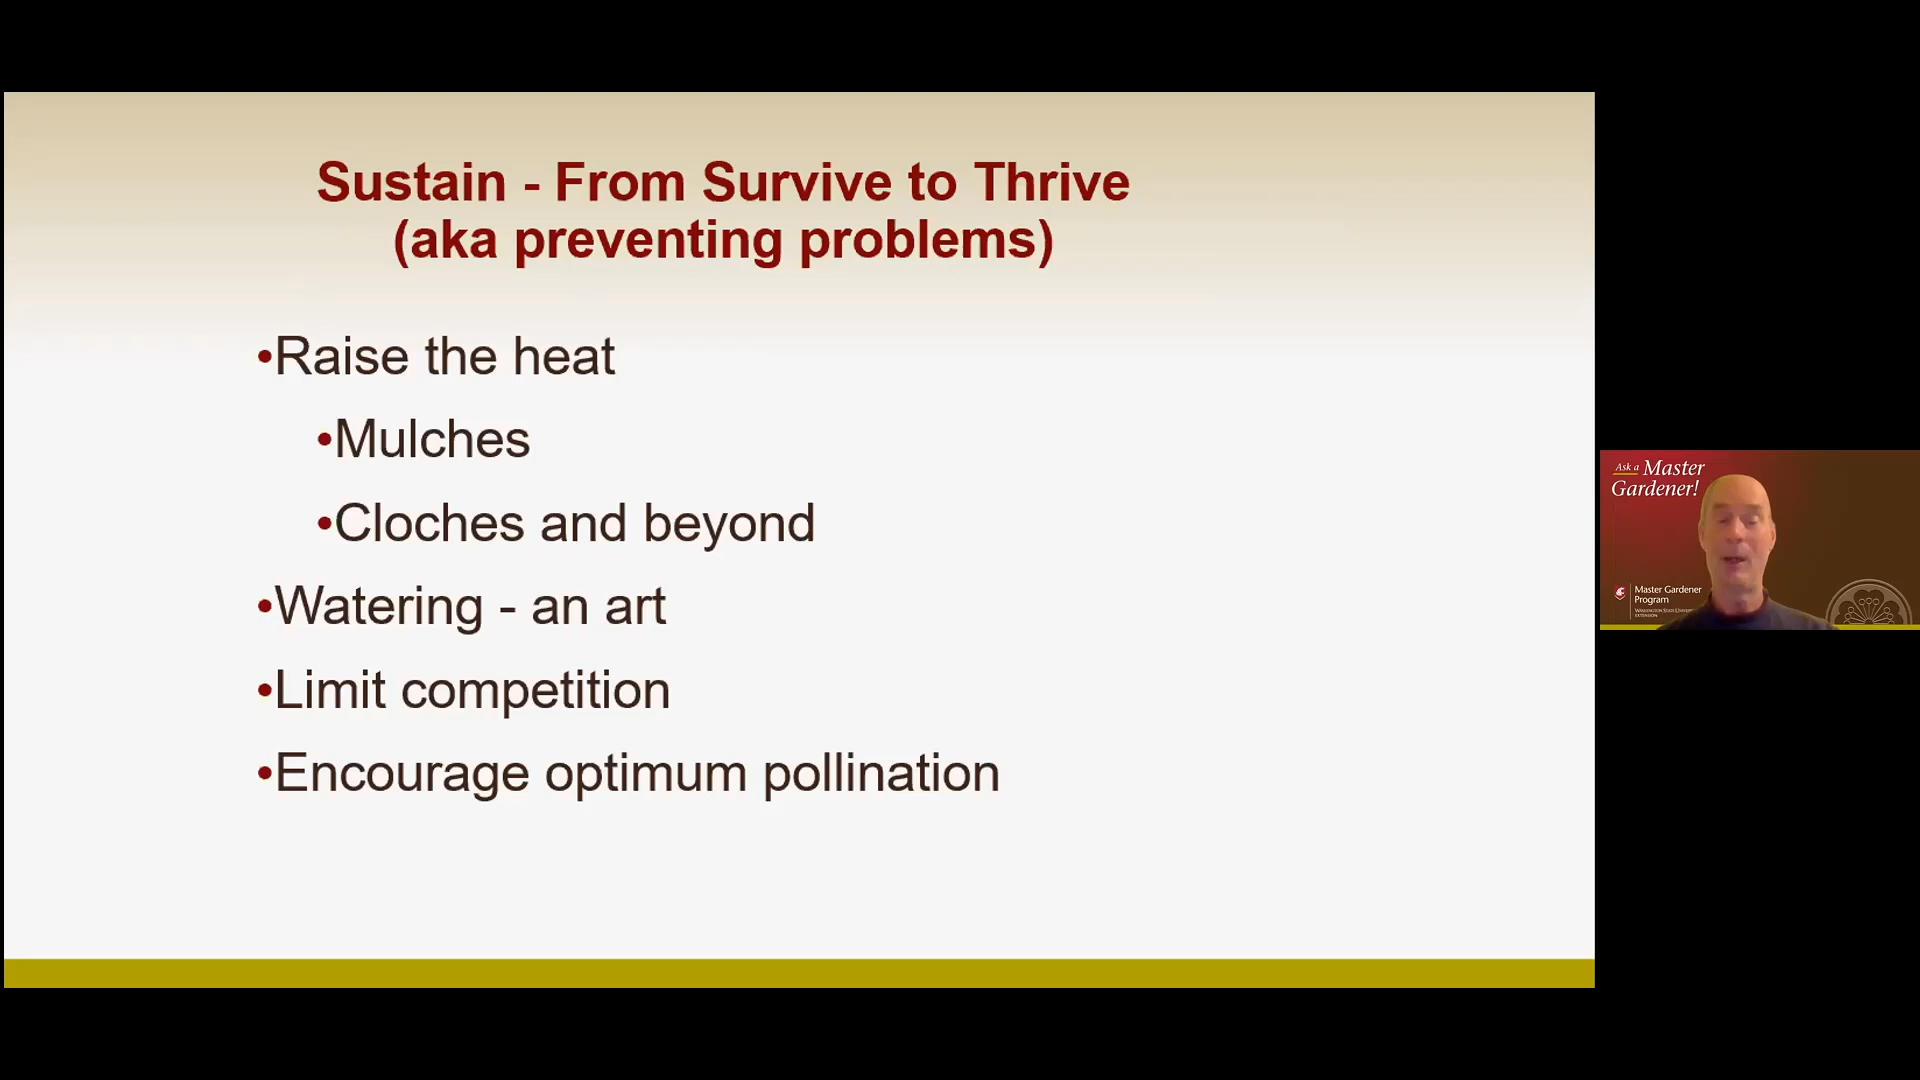 Sustain - From Survive to Thrive
(aka preventing problems)
•Raise the heat
•Mulches
•Cloches and beyond
•Watering - an art
•Limit competition
•Encourage optimum pollination
Ask a Master
Gardener!
Master Gardener
Program
WASHINGTON STATE
EXTENSION